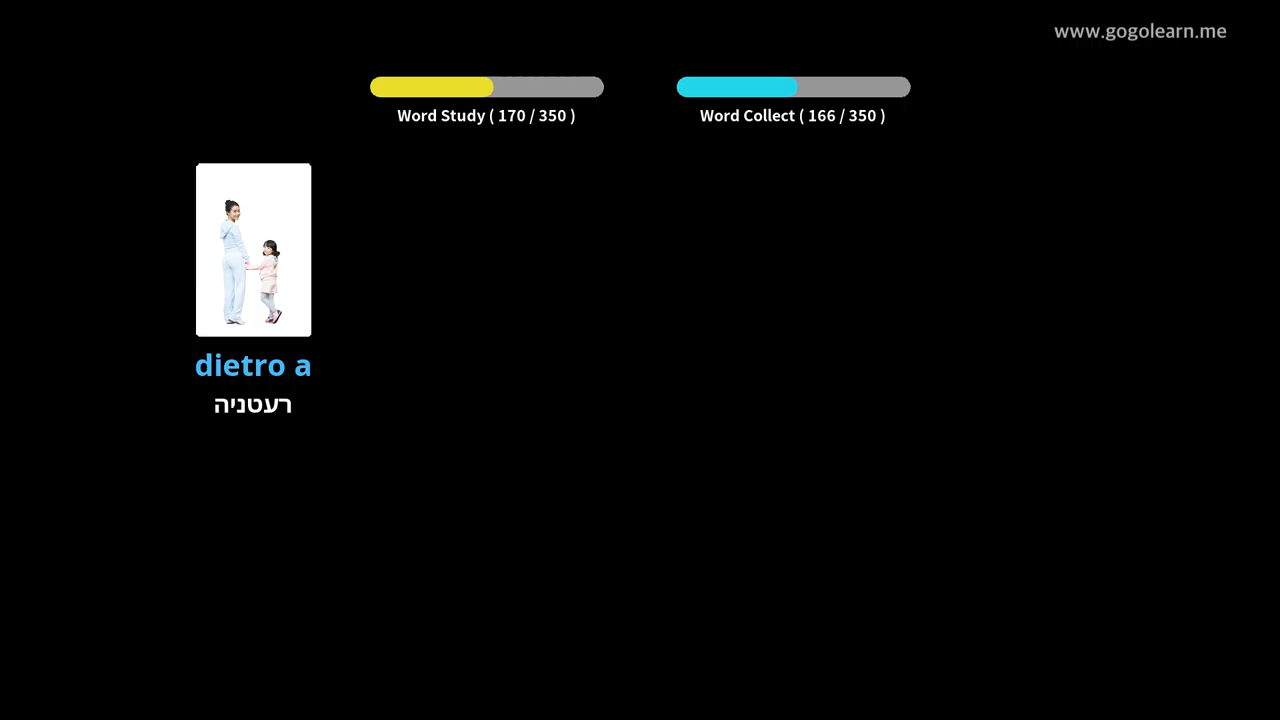 www.gogolearn.me
Word Study ( 170 / 350 )
Word Collect ( 166 / 350 )
dietro a
רעטניה